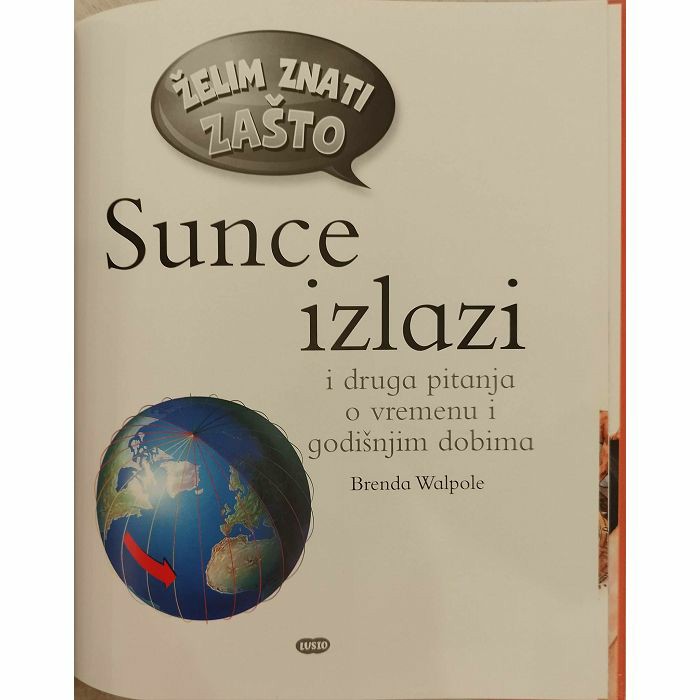 ŽELIM ZNATI
ZAŠTO
Sunce
izlazi
i druga pitanja
o vremenu i
godišnjim dobima
Brenda Walpole
LUSIO